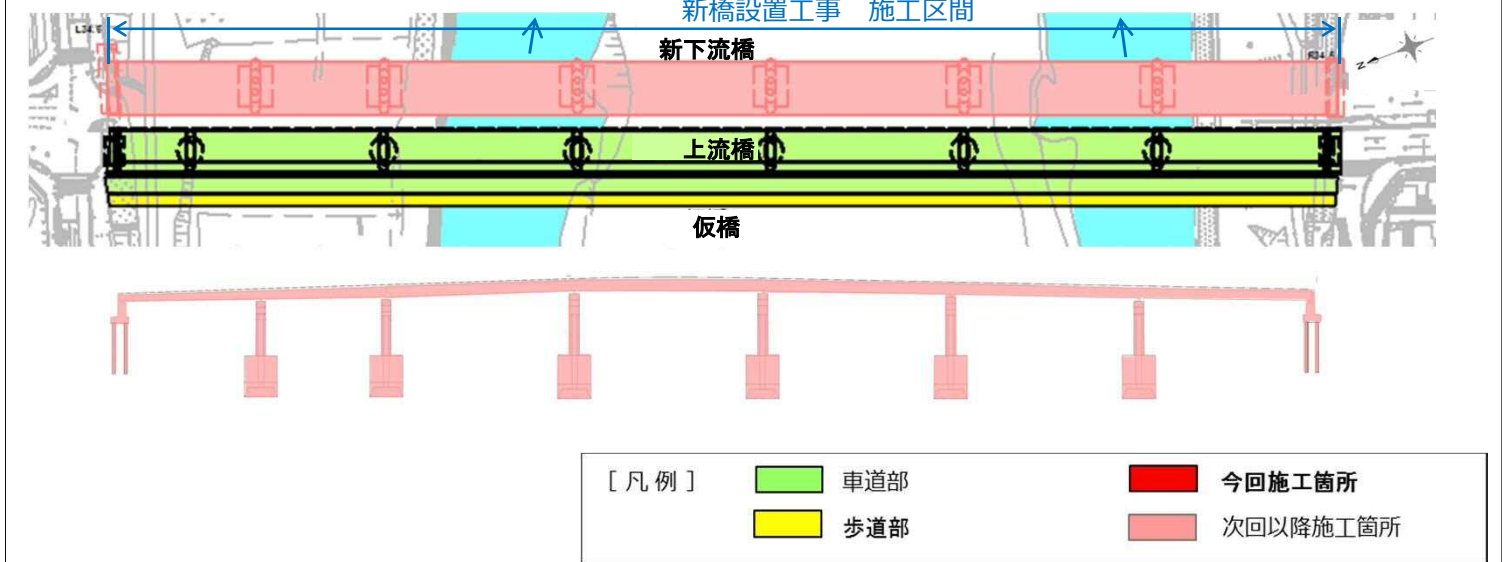 新橋設置工事　施工区間
新下流橋
Z
上流橋
仮橋
[ 凡 例 ]
車道部
今回施工箇所
歩道部
次回以降施工箇所